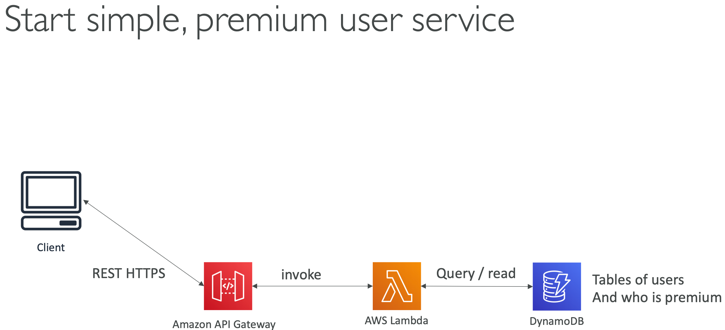 Start simple, premium user service
Client
REST HTTPS
Amazon API Gateway
invoke
AWS Lambda
Query / read
DynamoDB
Tables of users
And who is premium